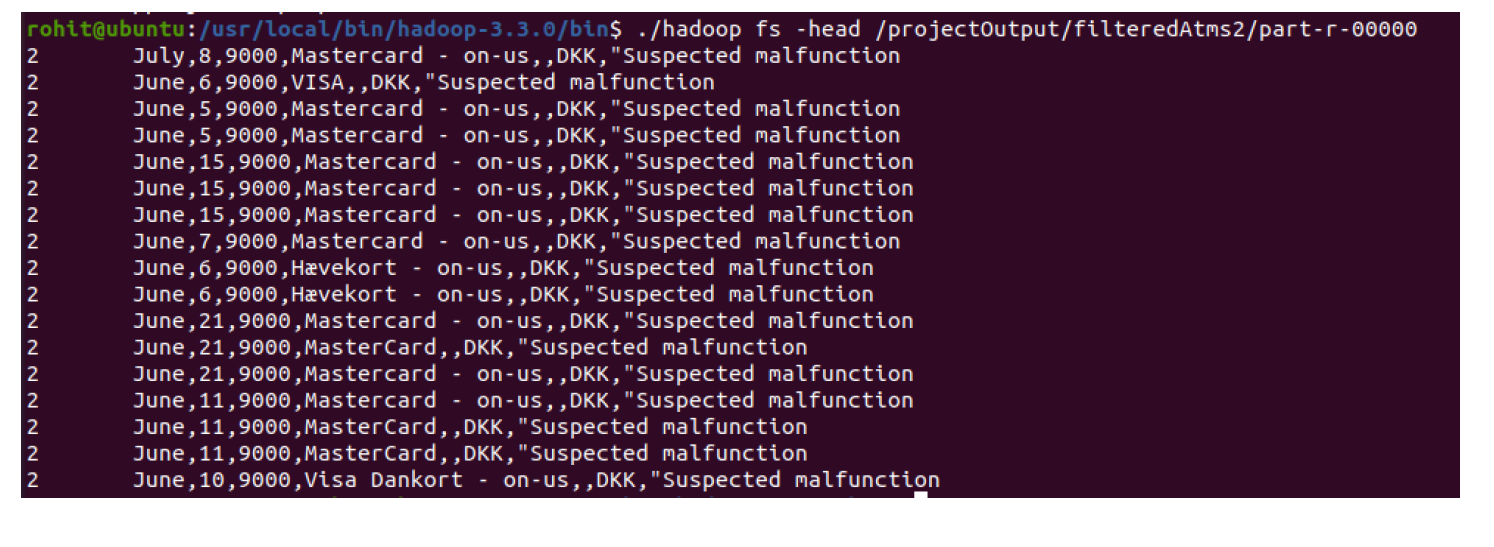 rohit@ubuntu:/usr/local/bin/hadoop-3.3.0/bin$ ./hadoop fs -head /projectOutput/filteredAtms2/part-r-00000
2	July,8,9000,Mastercard - on-us,,DKK,"Suspected malfunction
2	June,6,9000,VISA,,DKK,"Suspected malfunction
2	June,5,9000,Mastercard - on-us,,DKK,"Suspected malfunction
2	June,5,9000,Mastercard - on-us,,DKK,"Suspected malfunction
2	June,15,9000,Mastercard - on-us,,DKK,"Suspected malfunction
2	June,15,9000,Mastercard - on-us,,DKK,"Suspected malfunction
2	June,15,9000,Mastercard - on-us,,DKK,"Suspected malfunction
2	June,7,9000,Mastercard - on-us,,DKK,"Suspected malfunction
2	June,6,9000,Hævekort - on-us,,DKK,"Suspected malfunction
2	June,6,9000,Hævekort - on-us,,DKK,"Suspected malfunction
2	June,21,9000,Mastercard - on-us,,DKK,"Suspected malfunction
2	June,21,9000,MasterCard,,DKK,"Suspected malfunction
2	June,21,9000,Mastercard - on-us,,DKK,"Suspected malfunction
2	June,11,9000,Mastercard - on-us,,DKK,"Suspected malfunction
2	June,11,9000,MasterCard,,DKK,"Suspected malfunction
2	June,11,9000,MasterCard,,DKK,"Suspected malfunction
2	June,10,9000,Visa Dankort - on-us,,DKK,"Suspected malfunction